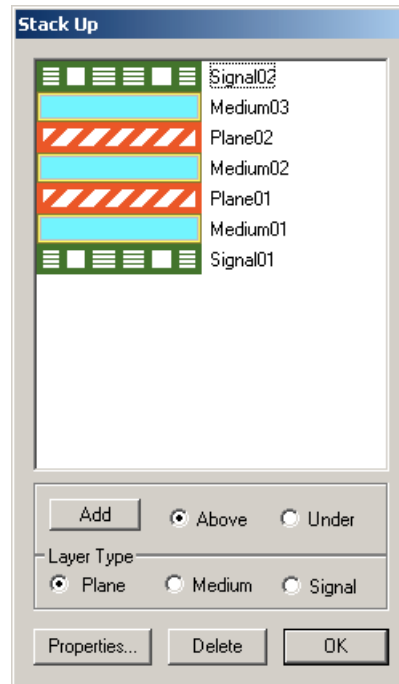 Stack Up
Signal02
Medium03
Plane02
Medium02
Plane01
Medium01
Signal01
Add Above Under
Layer Type
Plane Medium Signal
Properties... Delete OK